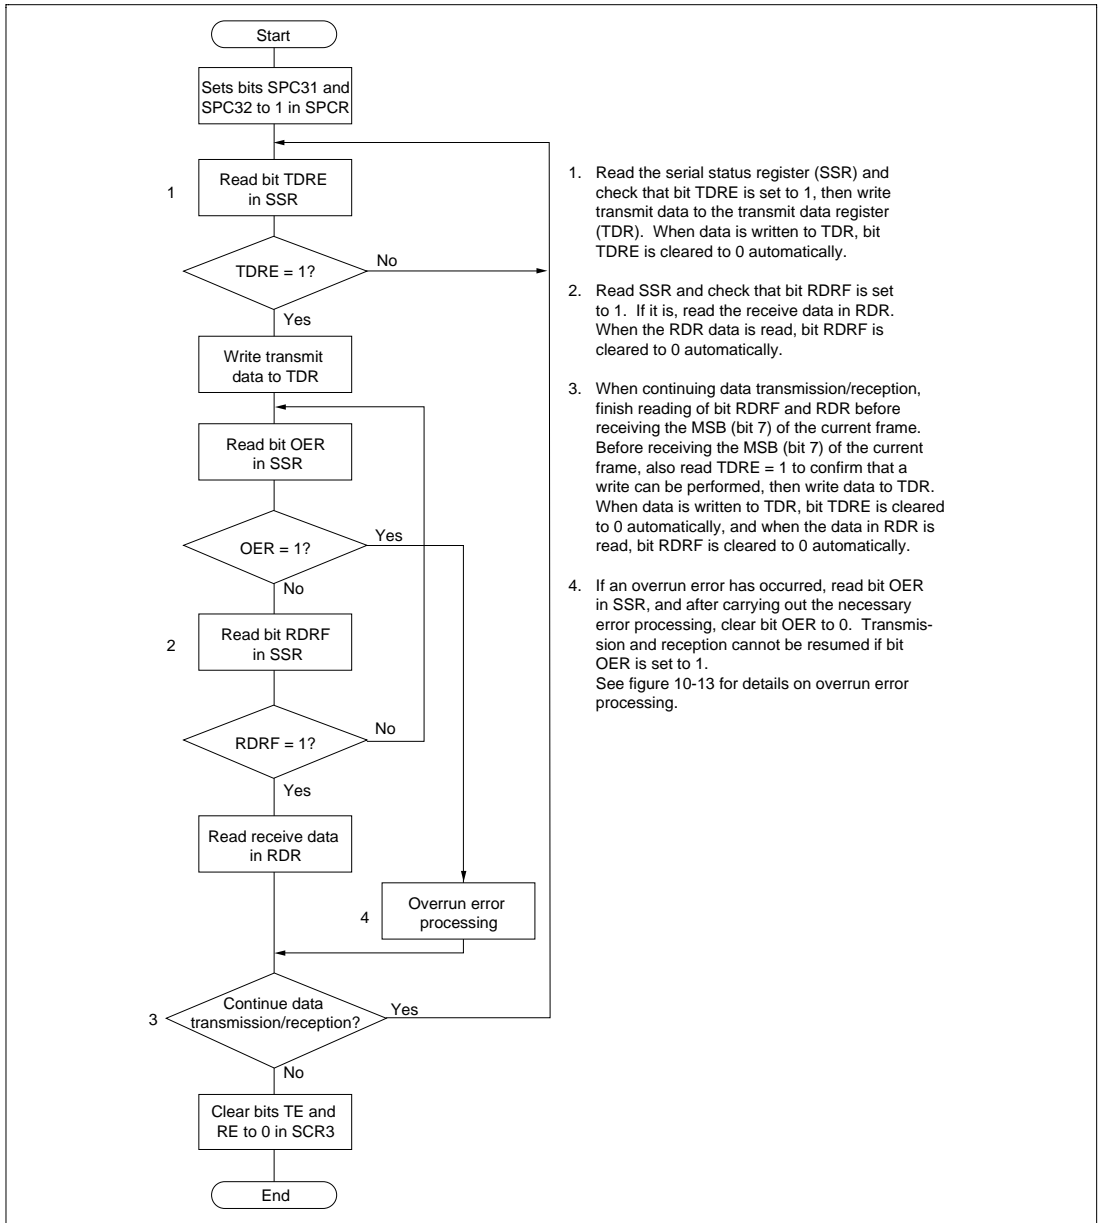 Start
Sets bits SPC31 and
SPC32 to 1 in SPCR
1
Read bit TDRE
in SSR
TDRE = 1?
No
Yes
Write transmit
data to TDR
Read bit OER
in SSR
OER = 1?
Yes
No
2
Read bit RDRF
in SSR
RDRF = 1?
No
Yes
Read receive data
in RDR
4
Overrun error
processing
3
Continue data
transmission/reception?
Yes
No
Clear bits TE and
RE to 0 in SCR3
End
1. Read the serial status register (SSR) and
check that bit TDRE is set to 1, then write
transmit data to the transmit data register
(TDR). When data is written to TDR, bit
TDRE is cleared to 0 automatically.
2. Read SSR and check that bit RDRF is set
to 1. If it is, read the receive data in RDR.
When the RDR data is read, bit RDRF is
cleared to 0 automatically.
3. When continuing data transmission/reception,
finish reading of bit RDRF and RDR before
receiving the MSB (bit 7) of the current frame.
Before receiving the MSB (bit 7) of the current
frame, also read TDRE = 1 to confirm that a
write can be performed, then write data to TDR.
When data is written to TDR, bit TDRE is cleared
to 0 automatically, and when the data in RDR is
read, bit RDRF is cleared to 0 automatically.
4. If an overrun error has occurred, read bit OER
in SSR, and after carrying out the necessary
error processing, clear bit OER to 0. Transmis-
sion and reception cannot be resumed if bit
OER is set to 1.
See figure 10-13 for details on overrun error
processing.